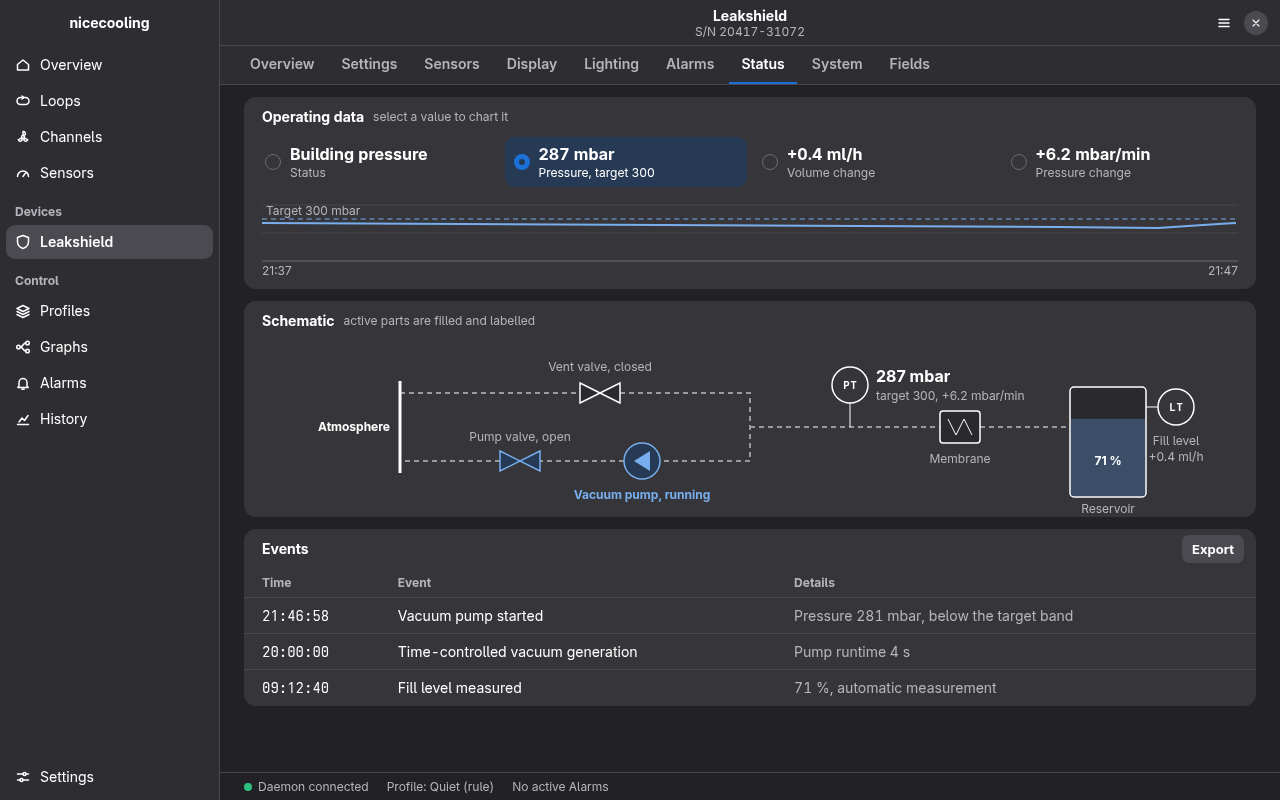 nicecooling
Leakshield
S/N 20417-31072
Overview
Loops
Channels
Sensors
Devices
Leakshield
Control
Profiles
Graphs
Alarms
History
Settings
Overview Settings Sensors Display Lighting Alarms Status System Fields
Operating data select a value to chart it
Building pressure
Status
287 mbar
Pressure, target 300
+0.4 ml/h
Volume change
+6.2 mbar/min
Pressure change
Target 300 mbar
21:37 21:47
Schematic active parts are filled and labelled
Vent valve, closed
Atmosphere
Pump valve, open
Vacuum pump, running
PT
287 mbar
target 300, +6.2 mbar/min
Membrane
71 %
Reservoir
LT
Fill level
+0.4 ml/h
Events Export
Time Event Details
21:46:58 Vacuum pump started Pressure 281 mbar, below the target band
20:00:00 Time-controlled vacuum generation Pump runtime 4 s
09:12:40 Fill level measured 71 %, automatic measurement
Daemon connected Profile: Quiet (rule) No active Alarms